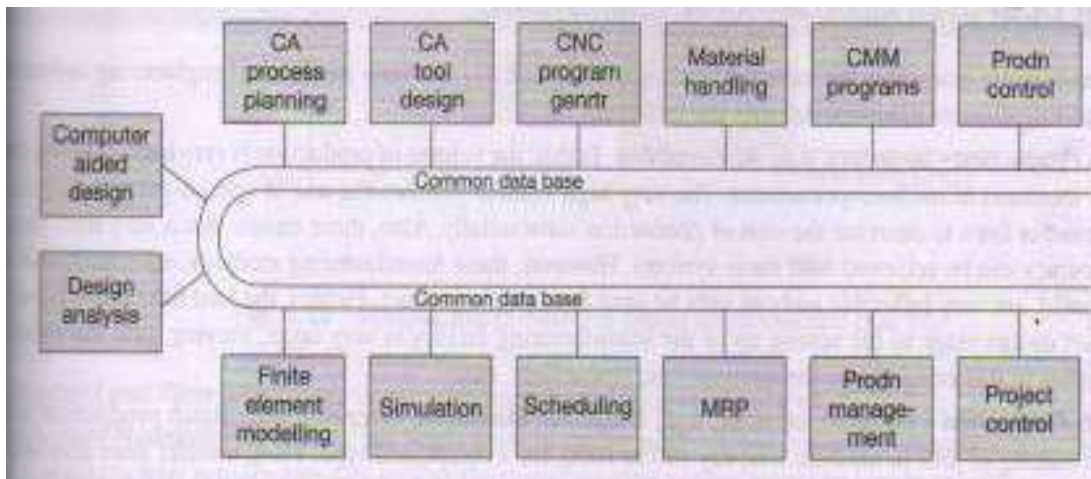 CA
process
planning
CA
tool
design
CNC
program
genrtr
Material
handling
CMM
programs
Prodn
control
Computer
aided
design
Common data base
Design
analysis
Common data base
Finite
element
modelling
Simulation
Scheduling
MRP
Prodn
manage-
ment
Project
control